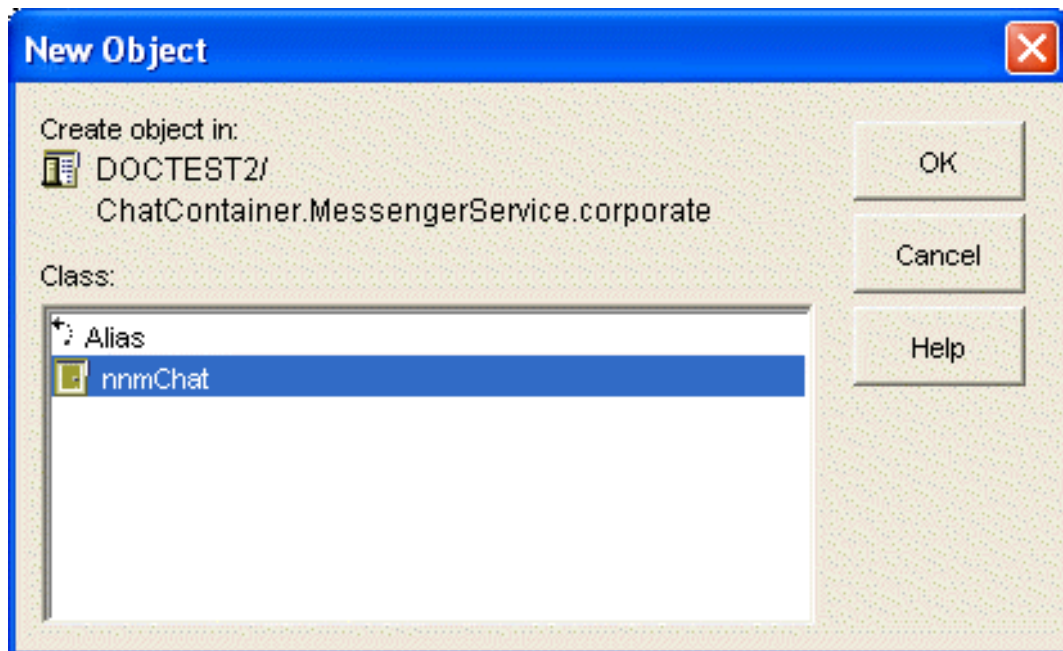 New Object
Create object in:
DOCTEST2/
ChatContainer.MessengerService.corporate
Class:
Alias
nnmChat
OK
Cancel
Help